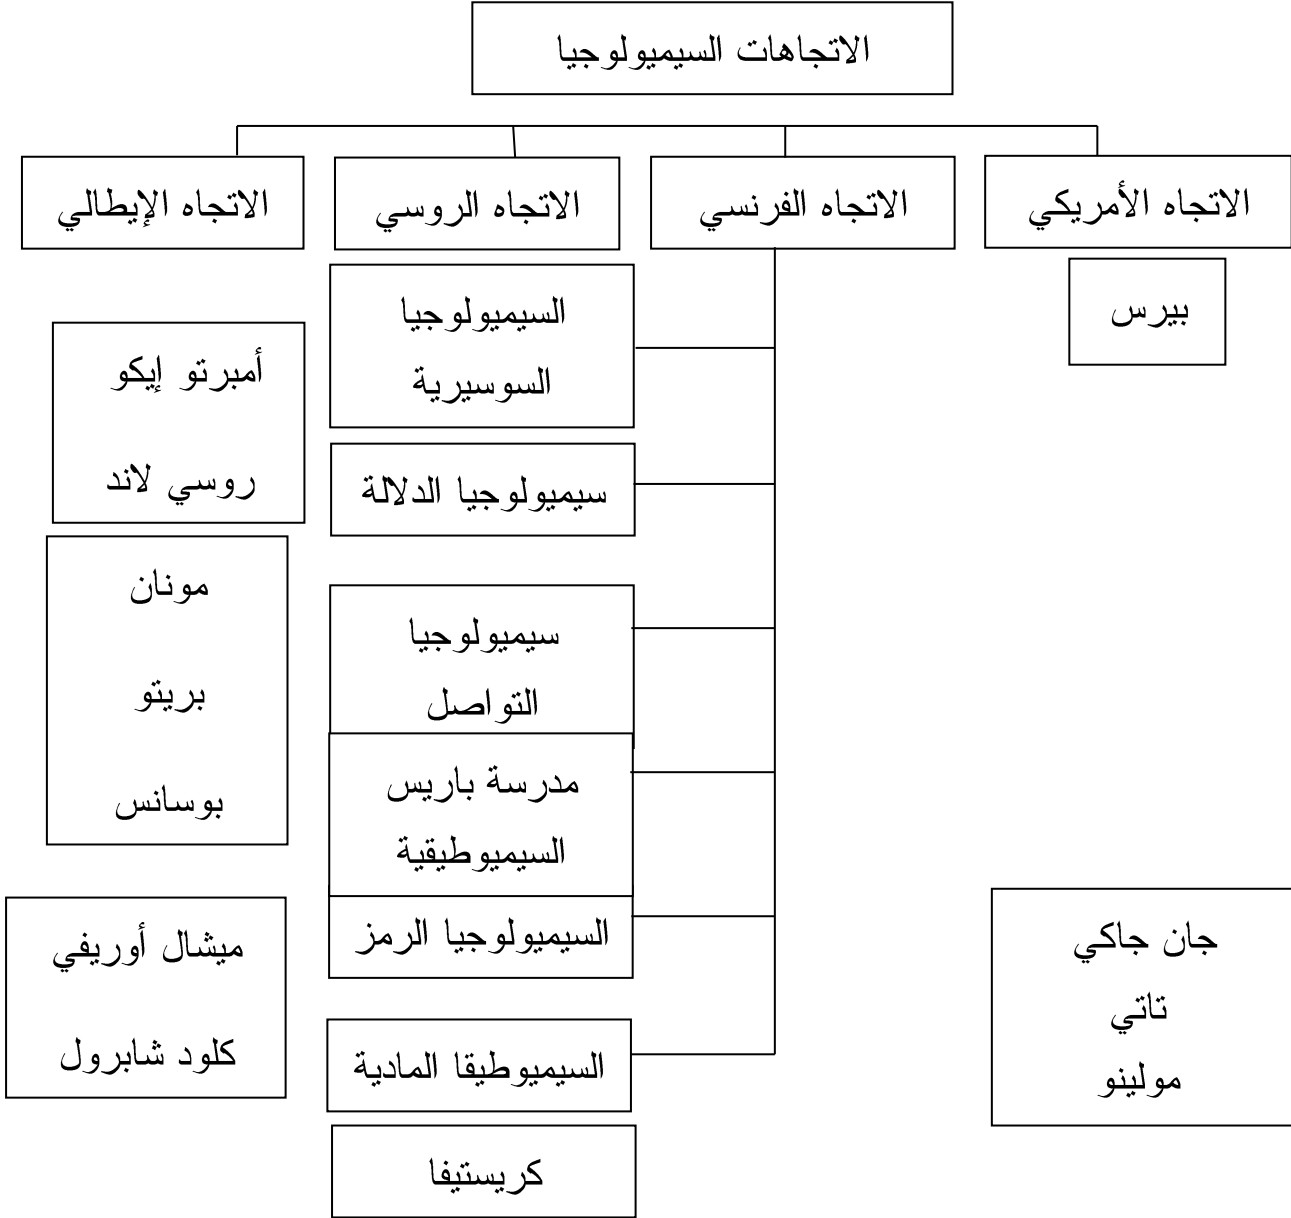 الاتجاهات السيميولوجيا
الاتجاه الأمريكي
الاتجاه الفرنسي
الاتجاه الروسي
الاتجاه الإيطالي
بيرس
السيميولوجيا
السوسيرية
أمبرتو إيكو
روسي لاند
سيميولوجيا الدلالة
مونان
بريتو
بوسانس
سيميولوجيا
التواصل
مدرسة باريس
السيميوطيقية
السيميولوجيا الرمز
جان جاكي
تاتي
مولينو
ميشال أوريفي
كلود شابرول
السيميوطيقا المادية
كريستيفا